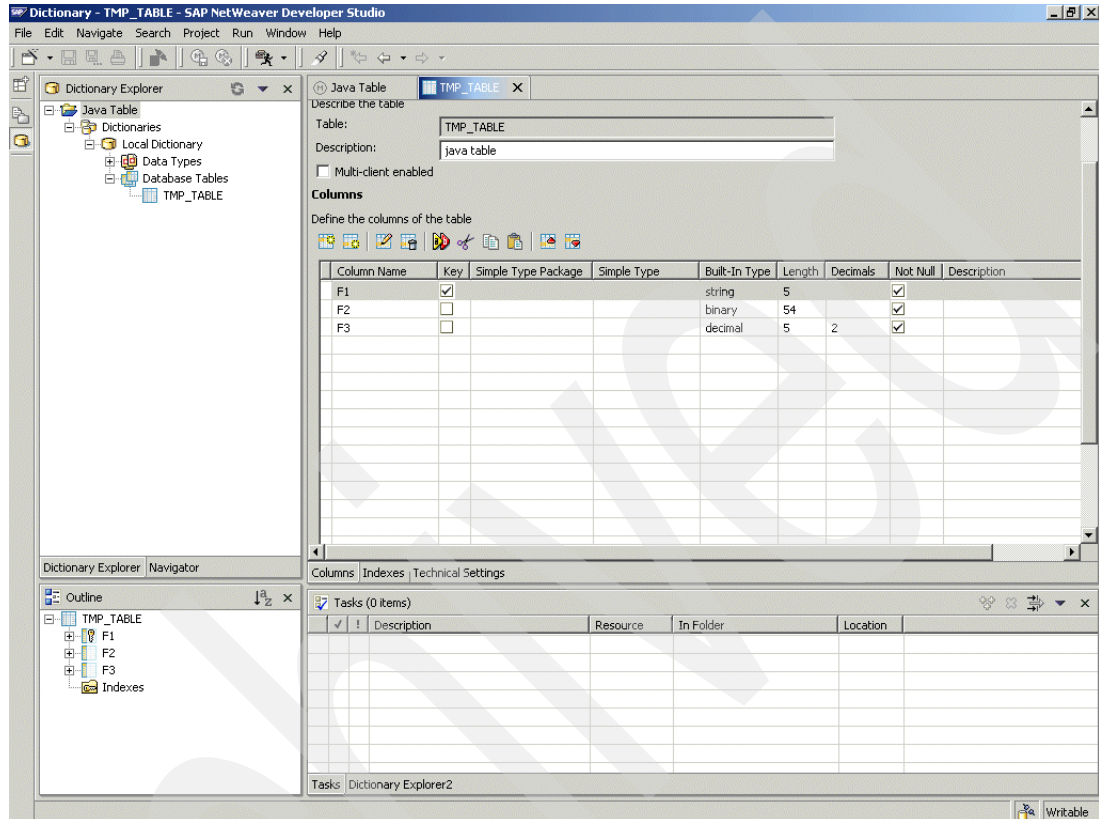 Dictionary - TMP_TABLE - SAP NetWeaver Developer Studio
File Edit Navigate Search Project Run Window Help
Dictionary Explorer
Java Table
Dictionaries
Local Dictionary
Data Types
Database Tables
TMP_TABLE
Dictionary Explorer Navigator
Java Table TMP_TABLE
Describe the table
Table: TMP_TABLE
Description: java table
Multi-client enabled
Columns
Define the columns of the table
Column Name Key Simple Type Package Simple Type Built-In Type Length Decimals Not Null Description
F1 string 5
F2 binary 54
F3 decimal 5 2
Columns Indexes Technical Settings
Outline
TMP_TABLE
F1
F2
F3
Indexes
Tasks (0 items)
! Description Resource In Folder Location
Tasks Dictionary Explorer2
Writable